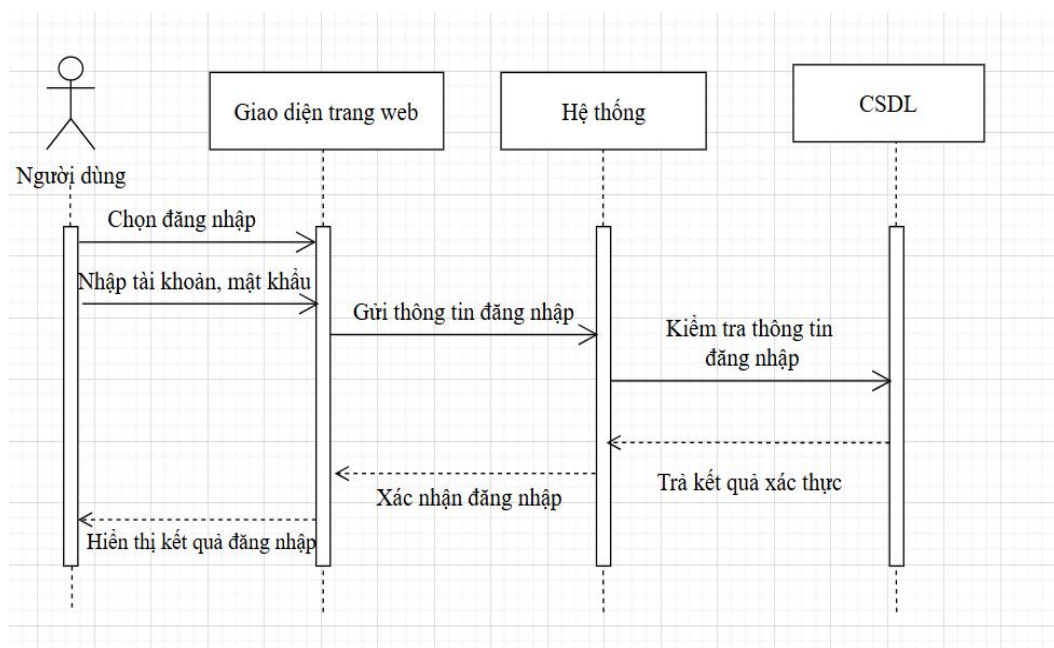 Giao diện trang web
Hệ thống
CSDL
Người dùng
Chọn đăng nhập
Nhập tài khoản, mật khẩu
Gửi thông tin đăng nhập
Kiểm tra thông tin
đăng nhập
Trả kết quả xác thực
Xác nhận đăng nhập
Hiển thị kết quả đăng nhập